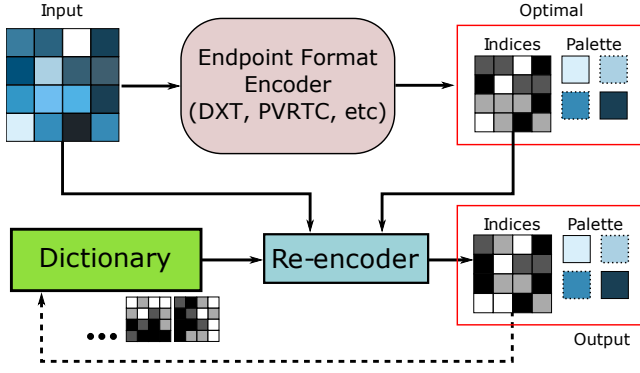 Input
Optimal
Endpoint Format
Encoder
(DXT, PVRTC, etc)
Indices
Palette
Dictionary
Re-encoder
Indices
Palette
Output